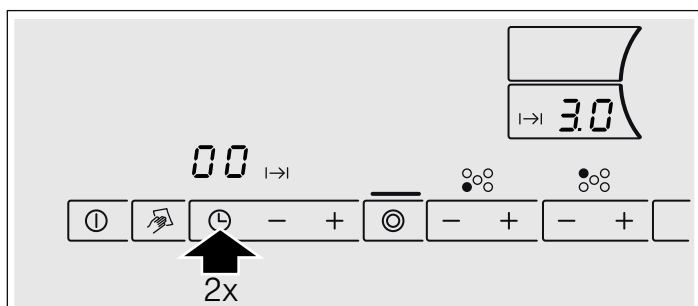 3.0
00
− + − + − +
2x